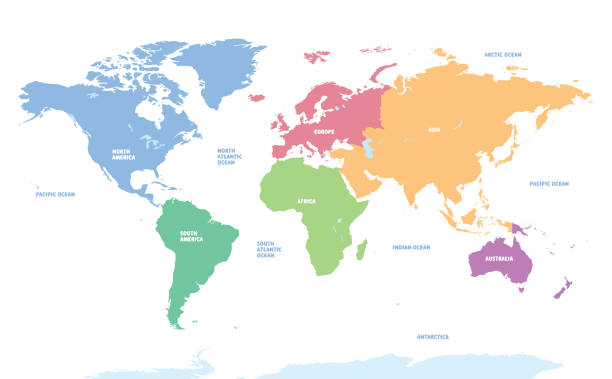 ARCTIC OCEAN
EUROPE
ASIA
NORTH
AMERICA
NORTH
ATLANTIC
OCEAN
PACIFIC OCEAN
PACIFIC OCEAN
AFRICA
SOUTH
AMERICA
SOUTH
ATLANTIC
OCEAN
INDIAN OCEAN
AUSTRALIA
ANTARCTICA